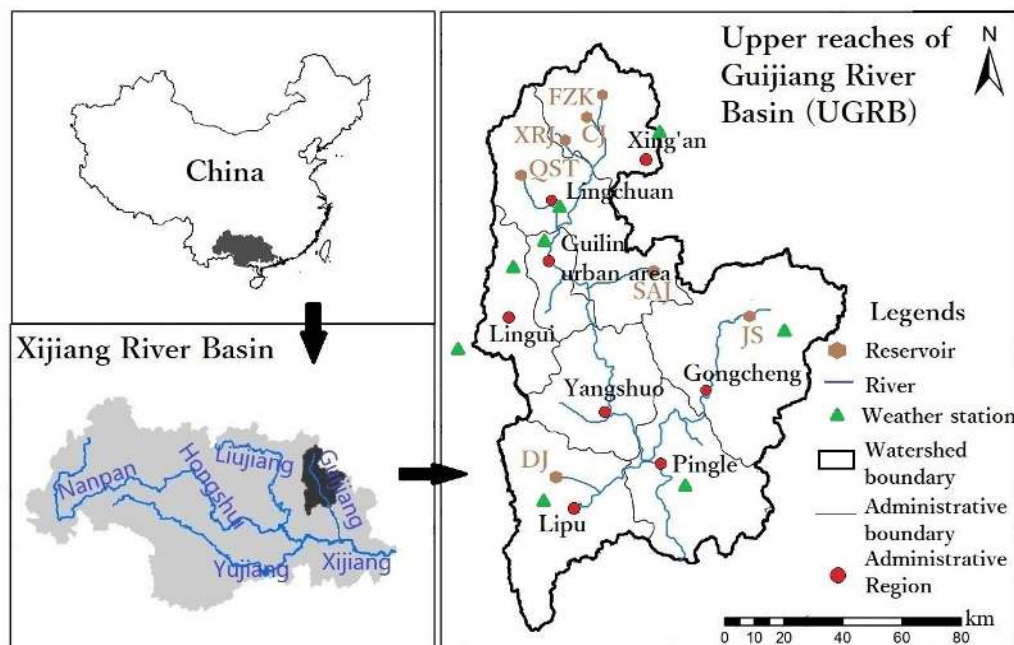 China
Xijiang River Basin
Nanpan
Hongshui
Liujiang
Guijiang
Yujiang
Xijiang
Upper reaches of
Guijiang River
Basin (UGRB)
N
FZK
CJ
XRJ
Xing'an
QST
Lingchuan
Guilin
urban area
SAJ
Lingui
JS
Gongcheng
Yangshuo
DJ
Pingle
Lipu
Legends
Reservoir
River
Weather station
Watershed
boundary
Administrative
boundary
Administrative
Region
km
0 5 10 15 20 40 60 80